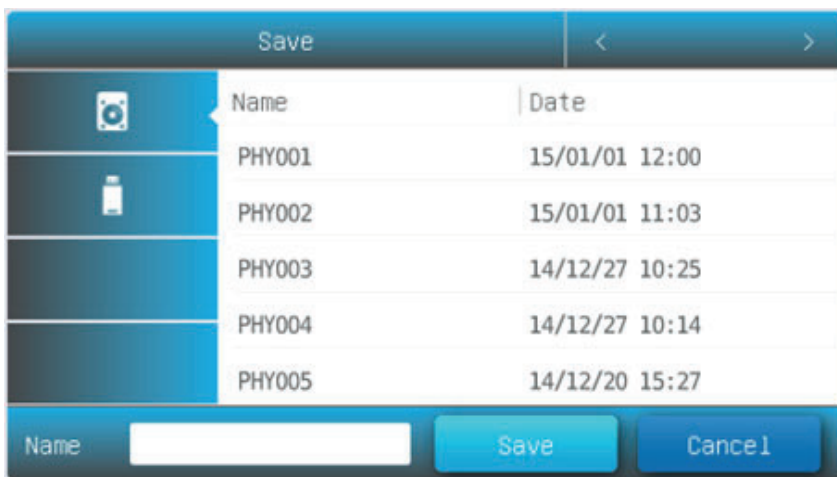 Save < >
Name Date
PHY001 15/01/01 12:00
PHY002 15/01/01 11:03
PHY003 14/12/27 10:25
PHY004 14/12/27 10:14
PHY005 14/12/20 15:27
Name Save Cancel